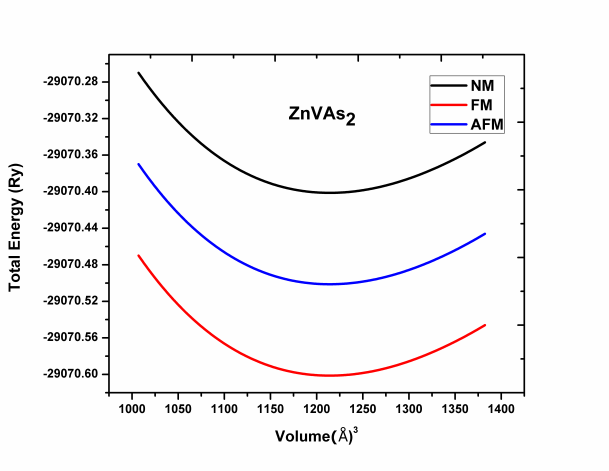 -29070.28
-29070.32
-29070.36
-29070.40
-29070.44
-29070.48
-29070.52
-29070.56
-29070.60
Total Energy (Ry)
ZnVAs2
NM
FM
AFM
1000 1050 1100 1150 1200 1250 1300 1350 1400
Volume(Å)³